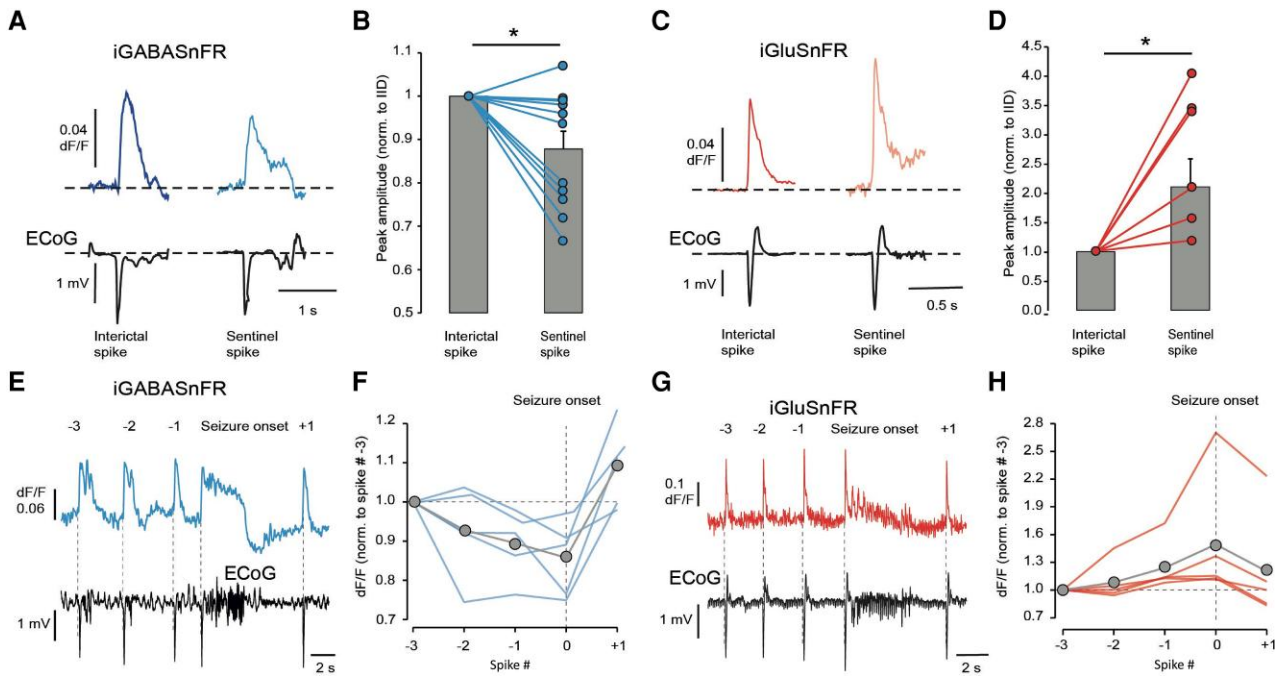 A
iGABASnFR
0.04
dF/F
ECoG
1 mV
1 s
Interictal
spike
Sentinel
spike
B
*
Peak amplitude (norm. to IID)
1.1
1
0.9
0.8
0.7
0.6
0.5
Interictal
spike
Sentinel
spike
C
iGluSnFR
0.04
dF/F
ECoG
1 mV
0.5 s
Interictal
spike
Sentinel
spike
D
*
Peak amplitude (norm. to IID)
4.5
4.0
3.5
3.0
2.5
2.0
1.5
1.0
0.5
0.0
Interictal
spike
Sentinel
spike
E
iGABASnFR
-3 -2 -1 Seizure onset +1
dF/F
0.06
ECoG
1 mV
2 s
F
Seizure onset
dF/F (norm. to spike # -3)
1.2
1.1
1.0
0.9
0.8
0.7
-3 -2 -1 0 +1
Spike #
G
iGluSnFR
-3 -2 -1 Seizure onset +1
0.1
dF/F
ECoG
1 mV
2 s
H
Seizure onset
dF/F (norm. to spike # -3)
2.8
2.5
2.2
1.9
1.6
1.3
1.0
0.7
-3 -2 -1 0 +1
Spike #